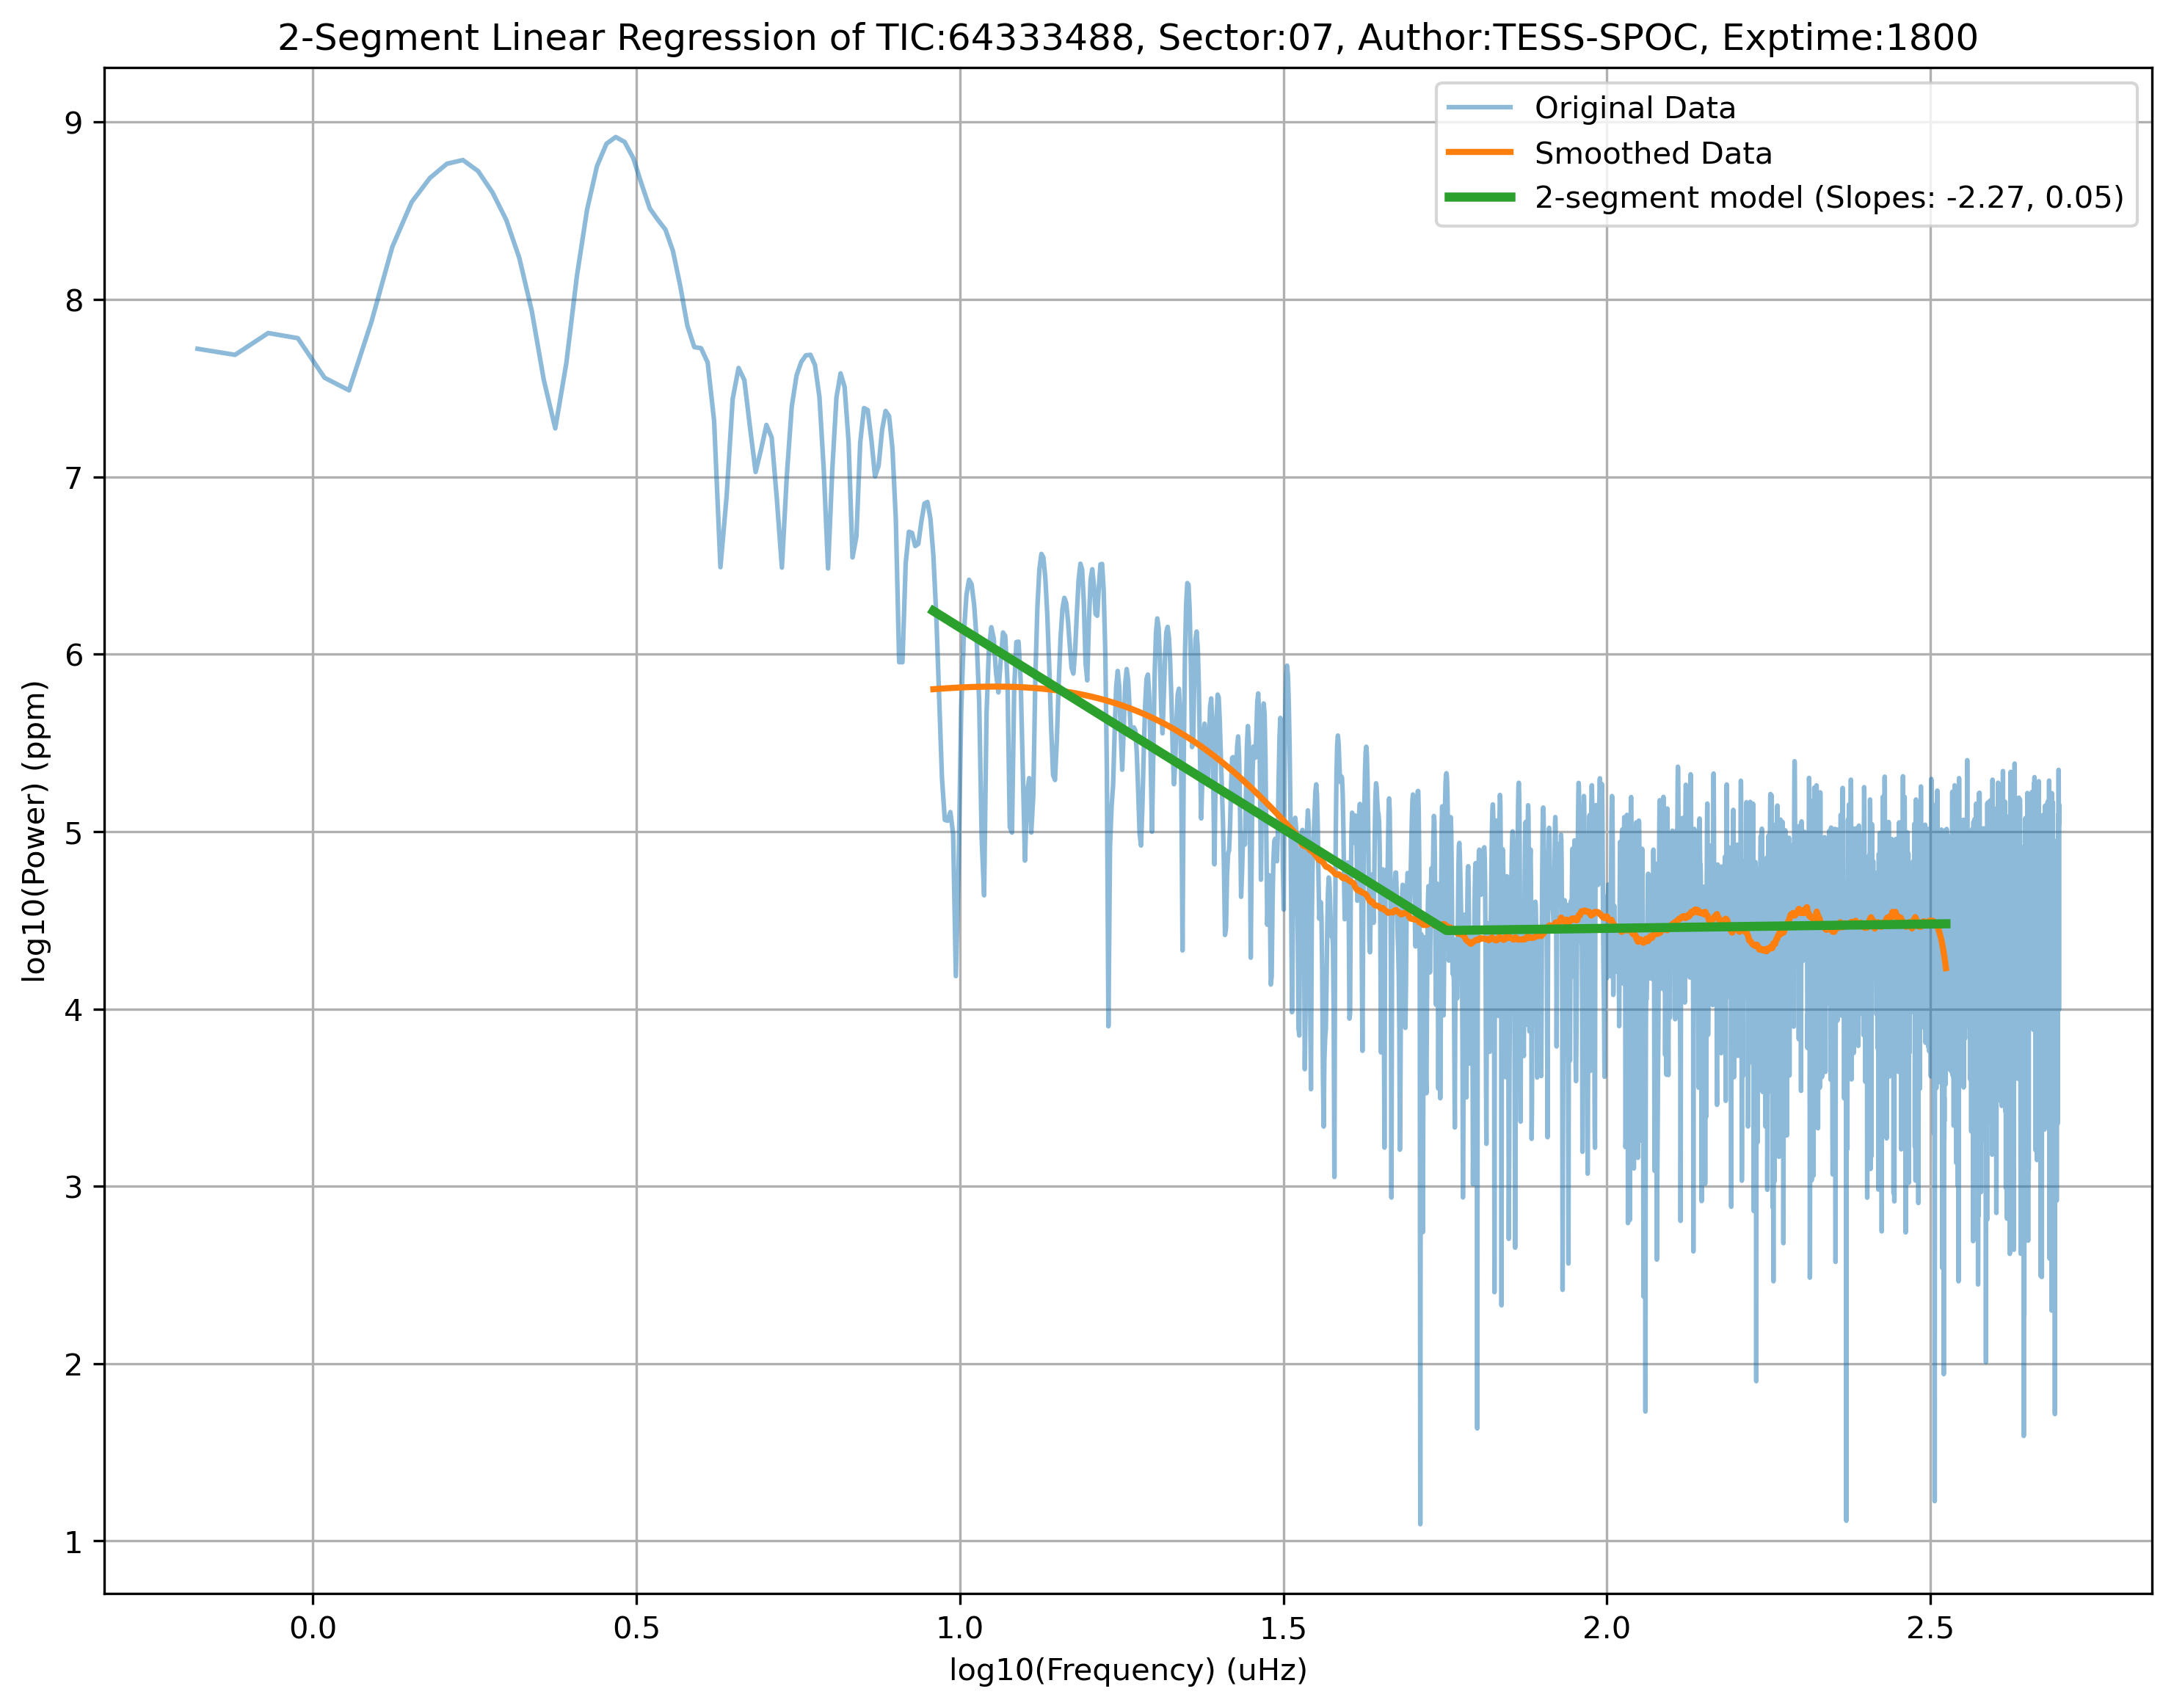 2-Segment Linear Regression of TIC:64333488, Sector:07, Author:TESS-SPOC, Exptime:1800
Original Data
Smoothed Data
2-segment model (Slopes: -2.27, 0.05)
log10(Power) (ppm)
9
8
7
6
5
4
3
2
1
0.0 0.5 1.0 1.5 2.0 2.5
log10(Frequency) (uHz)